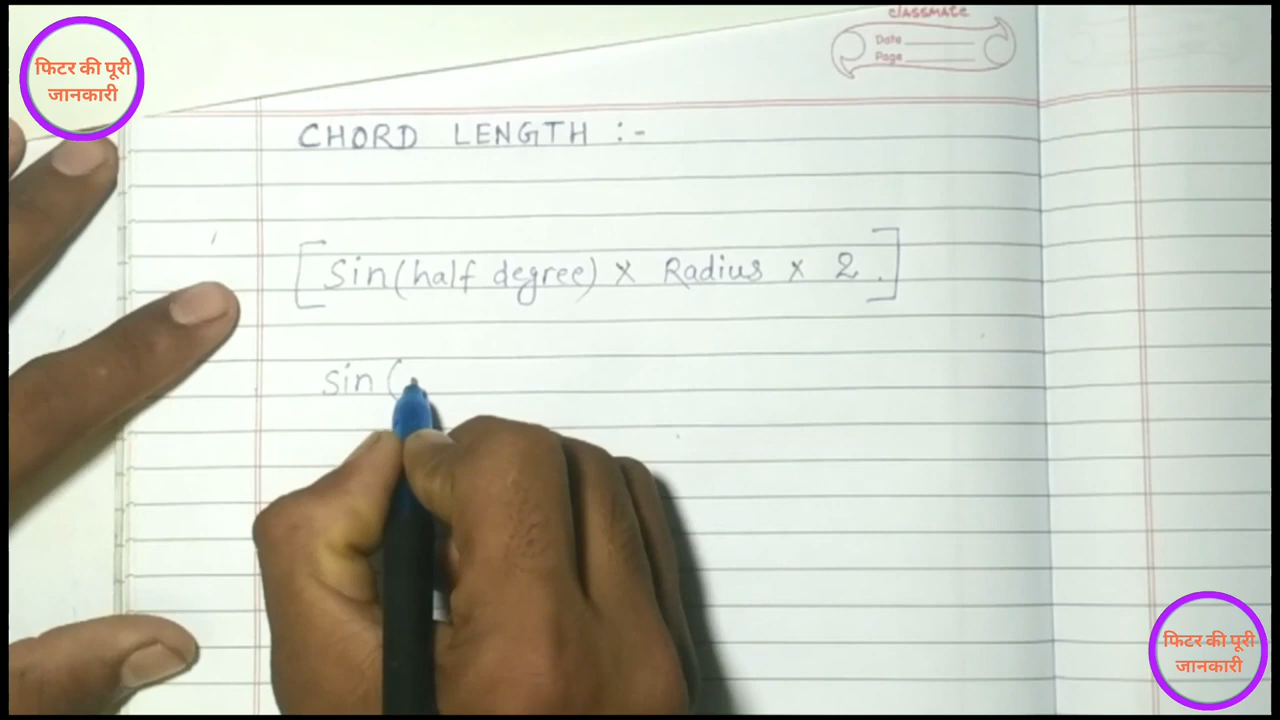 फिटर की पूरी
जानकारी
classmate
Date
Page
CHORD LENGTH :-
[Sin(half degree) x Radius x 2.]
sin (
फिटर की पूरी
जानकारी